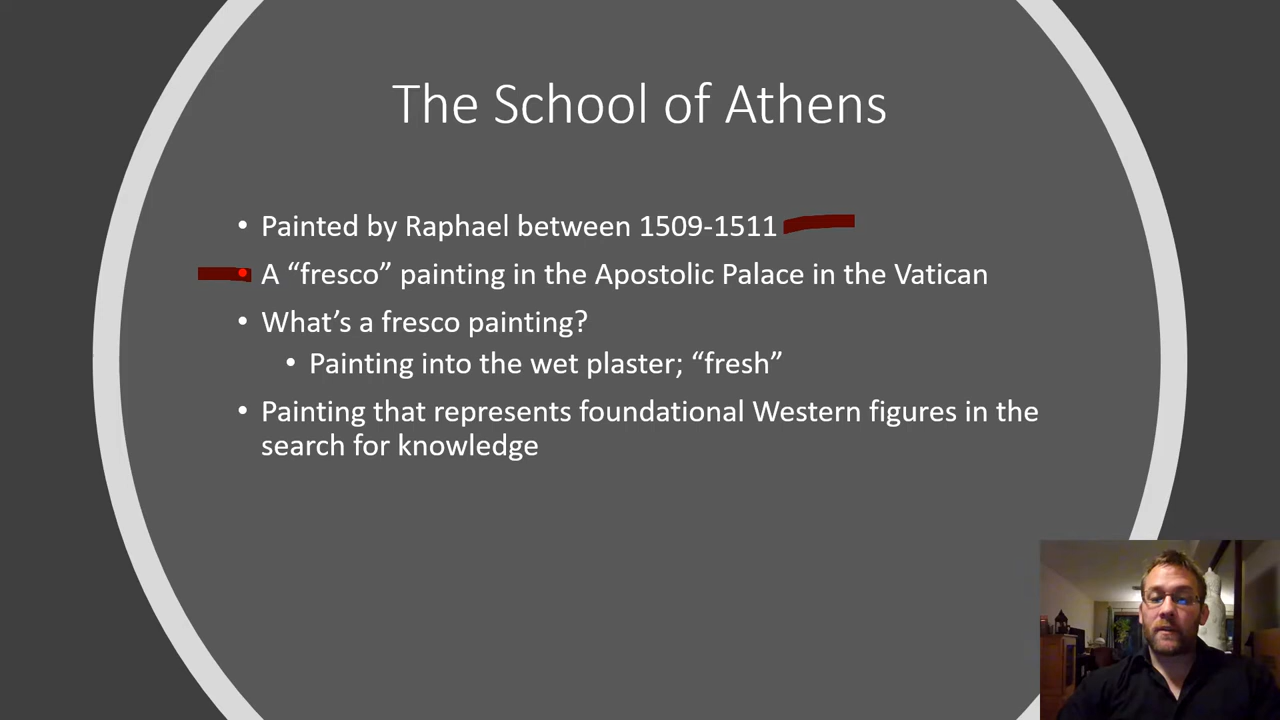 The School of Athens
• Painted by Raphael between 1509-1511
• A “fresco” painting in the Apostolic Palace in the Vatican
• What’s a fresco painting?
• Painting into the wet plaster; “fresh”
• Painting that represents foundational Western figures in the
search for knowledge